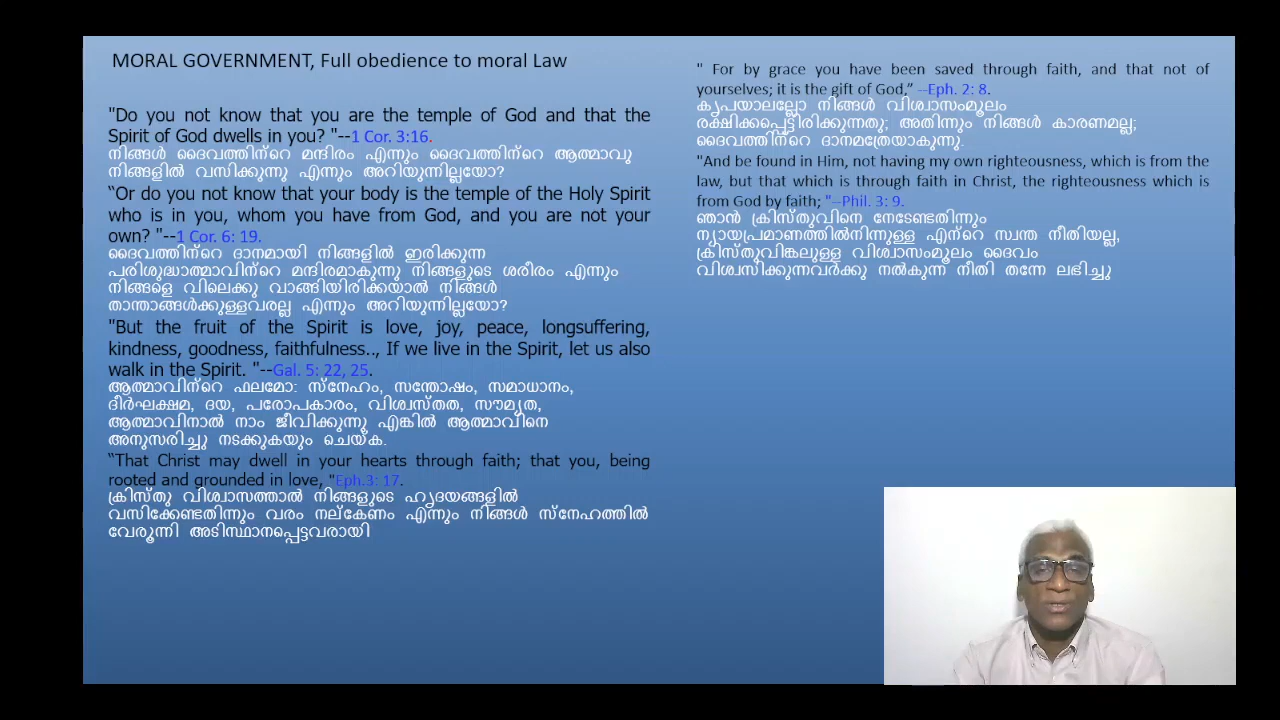 MORAL GOVERNMENT, Full obedience to moral Law
"Do you not know that you are the temple of God and that the
Spirit of God dwells in you? "--1 Cor. 3:16.
നിങ്ങൾ ദൈവത്തിന്റെ മന്ദിരം എന്നും ദൈവത്തിന്റെ ആത്മാവു
നിങ്ങളിൽ വസിക്കുന്നു എന്നും അറിയുന്നില്ലയോ?
“Or do you not know that your body is the temple of the Holy Spirit
who is in you, whom you have from God, and you are not your
own? "--1 Cor. 6: 19.
ദൈവത്തിന്റെ ദാനമായി നിങ്ങളിൽ ഇരിക്കുന്ന
പരിശുദ്ധാത്മാവിന്റെ മന്ദിരമാകുന്നു നിങ്ങളുടെ ശരീരം എന്നും
നിങ്ങളെ വിലെക്കു വാങ്ങിയിരിക്കയാൽ നിങ്ങൾ
താന്താങ്ങൾക്കുള്ളവരല്ല എന്നും അറിയുന്നില്ലയോ?
"But the fruit of the Spirit is love, joy, peace, longsuffering,
kindness, goodness, faithfulness.., If we live in the Spirit, let us also
walk in the Spirit. "--Gal. 5: 22, 25.
ആത്മാവിന്റെ ഫലമോ: സ്നേഹം, സന്തോഷം, സമാധാനം,
ദീർഘക്ഷമ, ദയ, പരോപകാരം, വിശ്വസ്തത, സൗമ്യത,
ആത്മാവിനാൽ നാം ജീവിക്കുന്നു എങ്കിൽ ആത്മാവിനെ
അനുസരിച്ചു നടക്കുകയും ചെയ്ക.
“That Christ may dwell in your hearts through faith; that you, being
rooted and grounded in love, "Eph.3: 17.
ക്രിസ്തു വിശ്വാസത്താൽ നിങ്ങളുടെ ഹൃദയങ്ങളിൽ
വസിക്കേണ്ടതിന്നും വരം നല്കേണം എന്നും നിങ്ങൾ സ്നേഹത്തിൽ
വേരൂന്നി അടിസ്ഥാനപ്പെട്ടവരായി
" For by grace you have been saved through faith, and that not of
yourselves; it is the gift of God,” --Eph. 2: 8.
കൃപയാലല്ലോ നിങ്ങൾ വിശ്വാസംമൂലം
രക്ഷിക്കപ്പെട്ടിരിക്കുന്നതു; അതിന്നും നിങ്ങൾ കാരണമല്ല;
ദൈവത്തിന്റെ ദാനമത്രേയാകുന്നു.
"And be found in Him, not having my own righteousness, which is from the
law, but that which is through faith in Christ, the righteousness which is
from God by faith; "--Phil. 3: 9.
ഞാൻ ക്രിസ്തുവിനെ നേടേണ്ടതിന്നും
ന്യായപ്രമാണത്തിൽനിന്നുള്ള എന്റെ സ്വന്ത നീതിയല്ല,
ക്രിസ്തുവിങ്കലുള്ള വിശ്വാസംമൂലം ദൈവം
വിശ്വസിക്കുന്നവർക്കു നൽകുന്ന നീതി തന്നേ ലഭിച്ചു